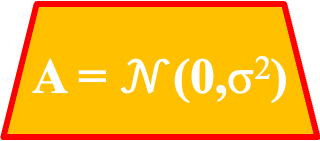 A = 𝒩 (0,σ²)